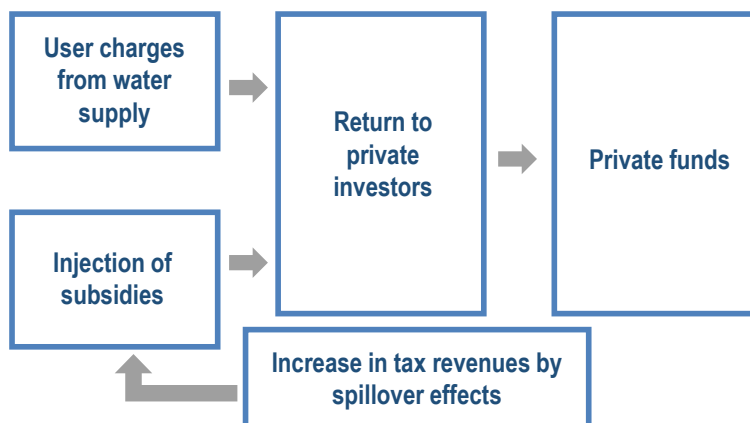 User charges
from water
supply
Return to
private
investors
Private funds
Injection of
subsidies
Increase in tax revenues by
spillover effects